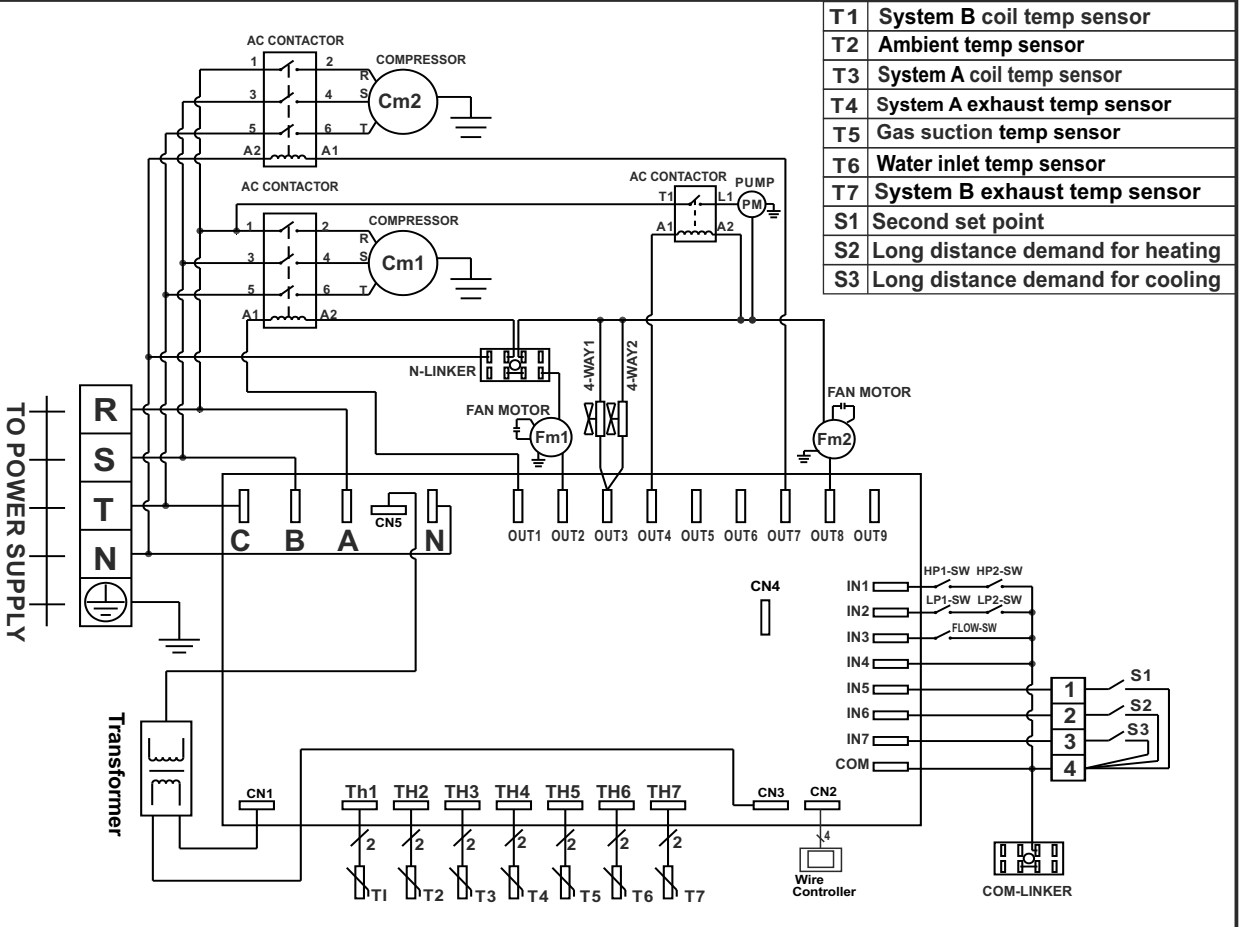 T1 System B coil temp sensor
T2 Ambient temp sensor
T3 System A coil temp sensor
T4 System A exhaust temp sensor
T5 Gas suction temp sensor
T6 Water inlet temp sensor
T7 System B exhaust temp sensor
S1 Second set point
S2 Long distance demand for heating
S3 Long distance demand for cooling
AC CONTACTOR
COMPRESSOR
1 2 R
3 4 S Cm2
5 6 T
A2 A1
AC CONTACTOR
COMPRESSOR
1 2 R
3 4 S Cm1
5 6 T
A1 A2
AC CONTACTOR
PUMP
T1 L1 PM
A1 A2
N-LINKER
4-WAY1
4-WAY2
FAN MOTOR
Fm1
FAN MOTOR
Fm2
TO POWER SUPPLY
R
S
T
N
C B A CN5 N
OUT1 OUT2 OUT3 OUT4 OUT5 OUT6 OUT7 OUT8 OUT9
CN4
IN1 HP1-SW HP2-SW
IN2 LP1-SW LP2-SW
IN3 FLOW-SW
IN4
IN5 1 S1
IN6 2 S2
IN7 3 S3
COM 4
Transformer
CN1 Th1 TH2 TH3 TH4 TH5 TH6 TH7 CN3 CN2
2 2 2 2 2 2 2 4
TI T2 T3 T4 T5 T6 T7
Wire
Controller
COM-LINKER